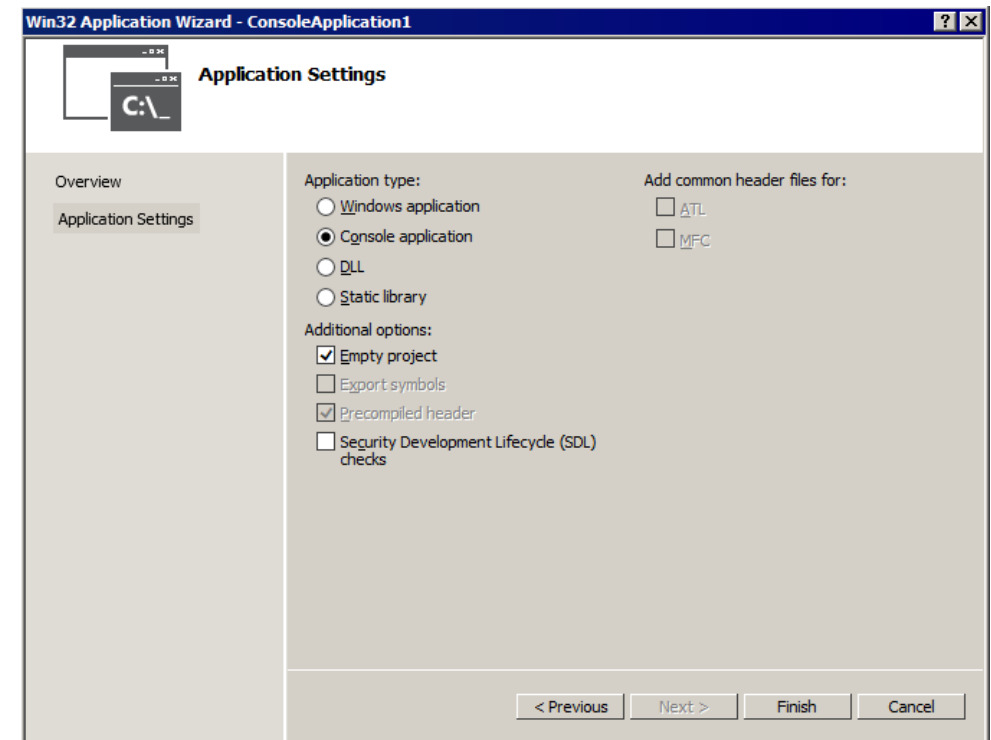 Win32 Application Wizard - ConsoleApplication1
Application Settings
C:\_
Overview
Application Settings
Application type:
Windows application
Console application
DLL
Static library
Additional options:
Empty project
Export symbols
Precompiled header
Security Development Lifecycle (SDL)
checks
Add common header files for:
ATL
MFC
< Previous
Next >
Finish
Cancel